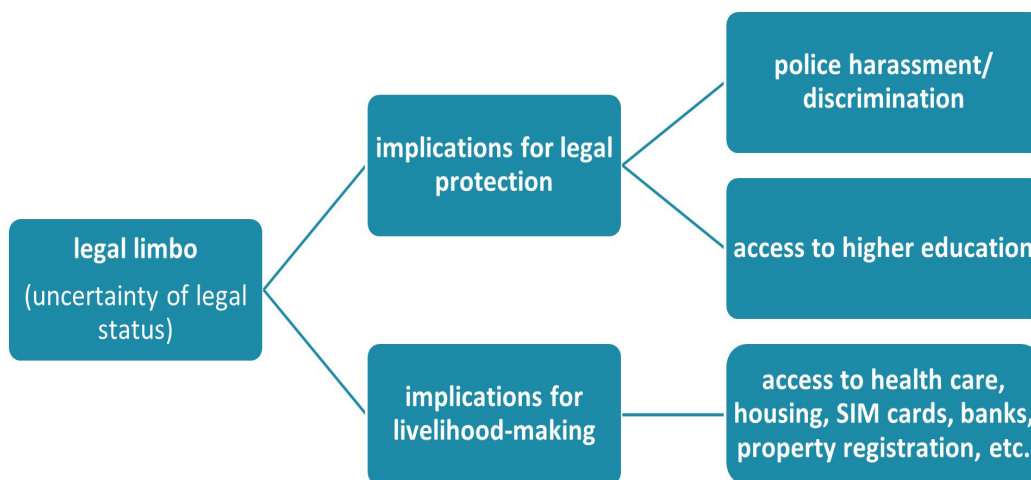 legal limbo
(uncertainty of legal
status)
implications for legal
protection
police harassment/
discrimination
access to higher education
implications for
livelihood-making
access to health care,
housing, SIM cards, banks,
property registration, etc.